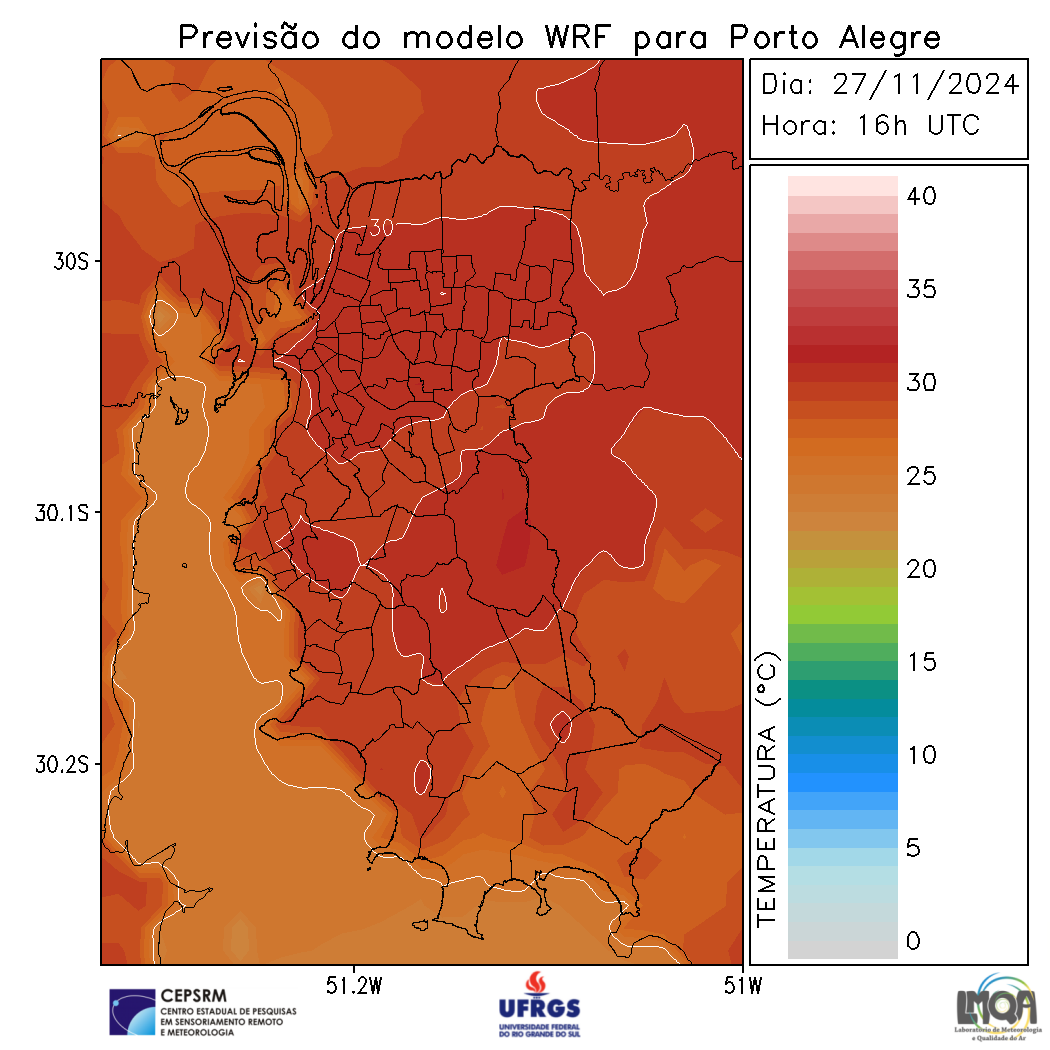 Previsão do modelo WRF para Porto Alegre
Dia: 27/11/2024
Hora: 16h UTC
30
30S
30.1S
30.2S
51.2W
51W
40
35
30
25
20
15
10
5
0
TEMPERATURA (°C)
CEPSRM
CENTRO ESTADUAL DE PESQUISAS
EM SENSORIAMENTO REMOTO
E METEOROLOGIA
UFRGS
UNIVERSIDADE FEDERAL
DO RIO GRANDE DO SUL
LMQA
Laboratório de Meteorologia
e Qualidade do Ar